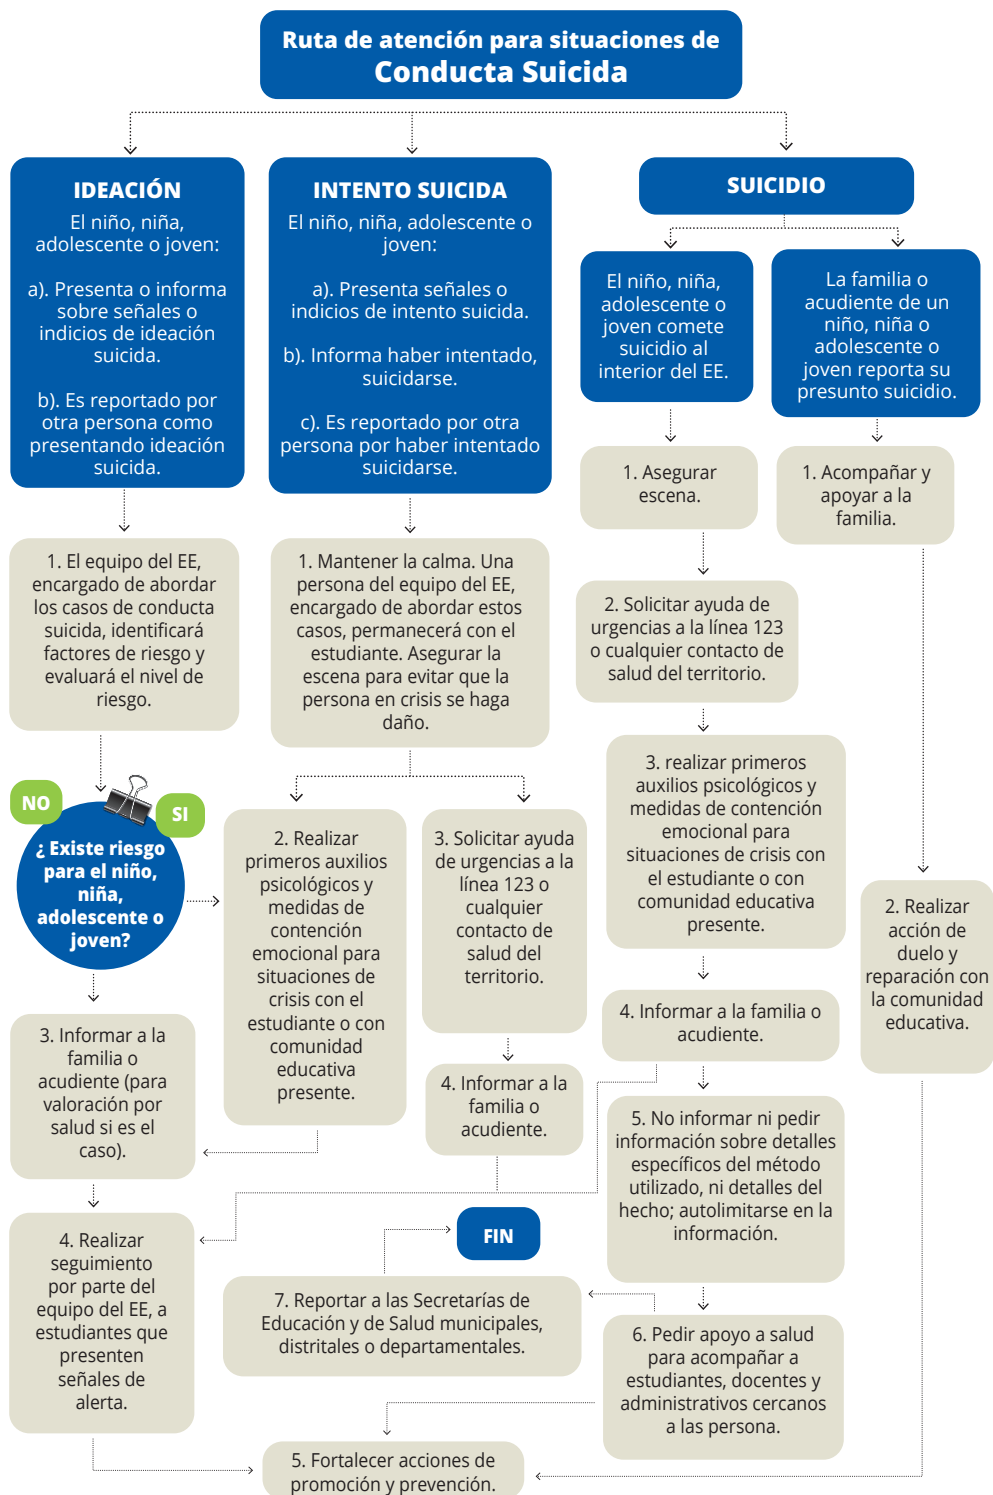 Ruta de atención para situaciones de
Conducta Suicida
IDEACIÓN
El niño, niña,
adolescente o joven:
a). Presenta o informa
sobre señales o
indicios de ideación
suicida.
b). Es reportado por
otra persona como
presentando ideación
suicida.
INTENTO SUICIDA
El niño, niña, adolescente o
joven:
a). Presenta señales o
indicios de intento suicida.
b). Informa haber intentado,
suicidarse.
c). Es reportado por otra
persona por haber intentado
suicidarse.
SUICIDIO
El niño, niña,
adolescente o
joven comete
suicidio al
interior del EE.
La familia o
acudiente de un
niño, niña o
adolescente o
joven reporta su
presunto suicidio.
1. El equipo del EE,
encargado de abordar
los casos de conducta
suicida, identificará
factores de riesgo y
evaluará el nivel de
riesgo.
1. Mantener la calma. Una
persona del equipo del EE,
encargado de abordar estos
casos, permanecerá con el
estudiante. Asegurar la
escena para evitar que la
persona en crisis se haga
daño.
1. Asegurar
escena.
1. Acompañar y
apoyar a la
familia.
2. Solicitar ayuda de
urgencias a la línea 123
o cualquier contacto de
salud del territorio.
NO
SI
¿ Existe riesgo
para el niño,
niña,
adolescente o
joven?
2. Realizar
primeros auxilios
psicológicos y
medidas de
contención
emocional para
situaciones de
crisis con el
estudiante o con
comunidad
educativa
presente.
3. Solicitar ayuda
de urgencias a la
línea 123 o
cualquier
contacto de
salud del
territorio.
3. realizar primeros
auxilios psicológicos y
medidas de contención
emocional para
situaciones de crisis con
el estudiante o con
comunidad educativa
presente.
2. Realizar
acción de
duelo y
reparación con
la comunidad
educativa.
3. Informar a la
familia o
acudiente (para
valoración por
salud si es el
caso).
4. Informar a la
familia o
acudiente.
4. Informar a la familia o
acudiente.
5. No informar ni pedir
información sobre detalles
específicos del método
utilizado, ni detalles del
hecho; autolimitarse en la
información.
4. Realizar
seguimiento
por parte del
equipo del EE, a
estudiantes que
presenten
señales de
alerta.
FIN
7. Reportar a las Secretarías de
Educación y de Salud municipales,
distritales o departamentales.
6. Pedir apoyo a salud
para acompañar a
estudiantes, docentes y
administrativos cercanos
a las persona.
5. Fortalecer acciones de
promoción y prevención.